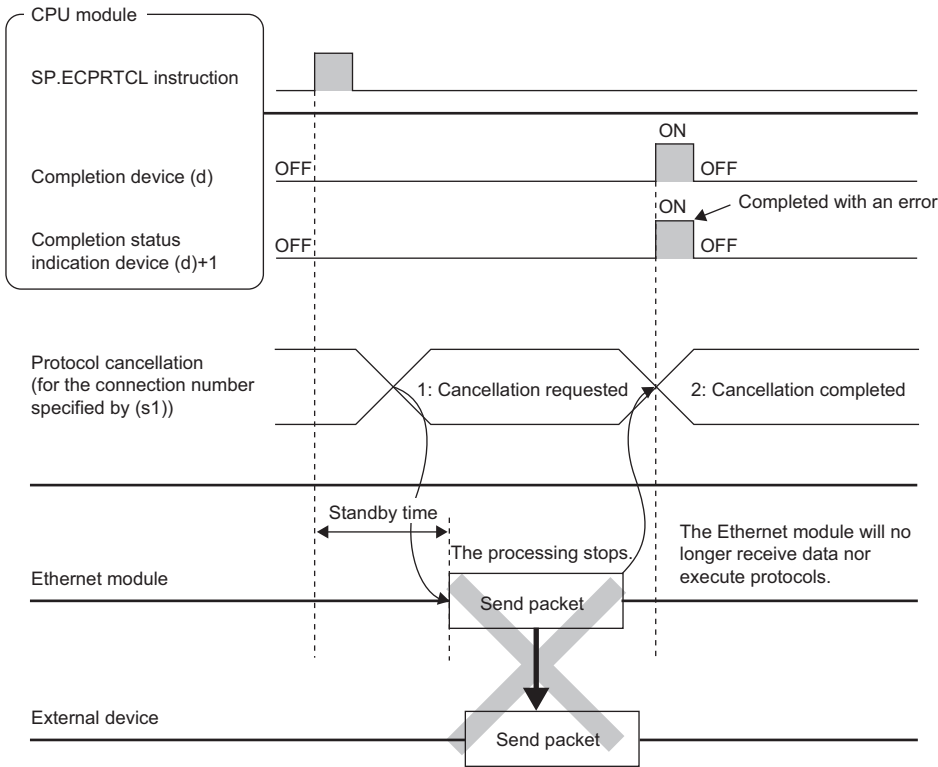 CPU module
SP.ECPRTCL instruction
ON
Completion device (d)
OFF
OFF
ON
Completed with an error
Completion status
indication device (d)+1
OFF
OFF
Protocol cancellation
(for the connection number
specified by (s1))
1: Cancellation requested
2: Cancellation completed
Standby time
The processing stops.
The Ethernet module will no
longer receive data nor
execute protocols.
Ethernet module
Send packet
External device
Send packet